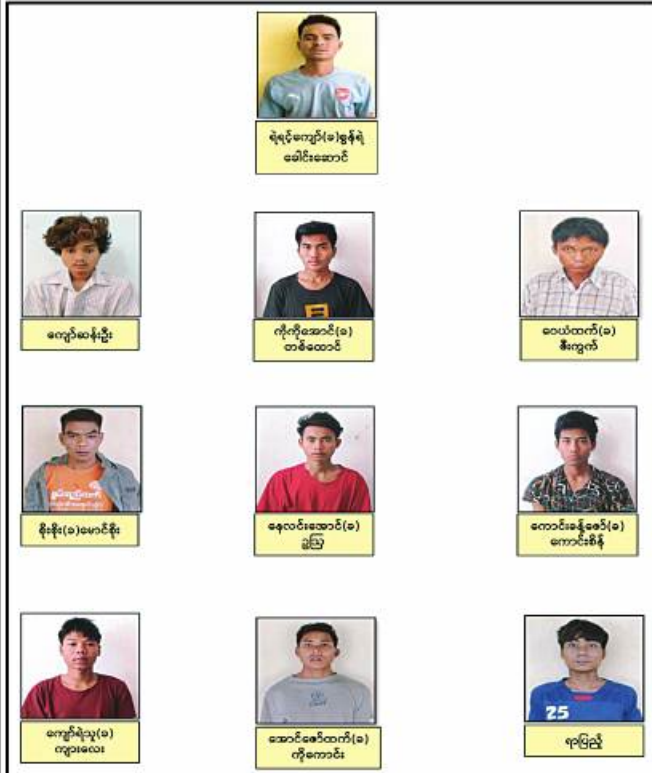 ရဲရင့်ကျော်(ခ)စွန်ရဲ
ခေါင်းဆောင်
ကျော်ဆန်းဦး
ကိုကိုအောင်(ခ)
တစ်ထောင်
ဝေယံထက်(ခ)
ဇီးကွက်
စိုးစိုး(ခ)မောင်စိုး
နေလင်းအောင်(ခ)
ကောင်းခန့်ဇော်(ခ)
ကောင်းစိန့်
ကျော်ရဲသူ(ခ)
ကျားလေး
အောင်ဇော်ထက်(ခ)
ကိုကောင်း
25
ရာပြည့်